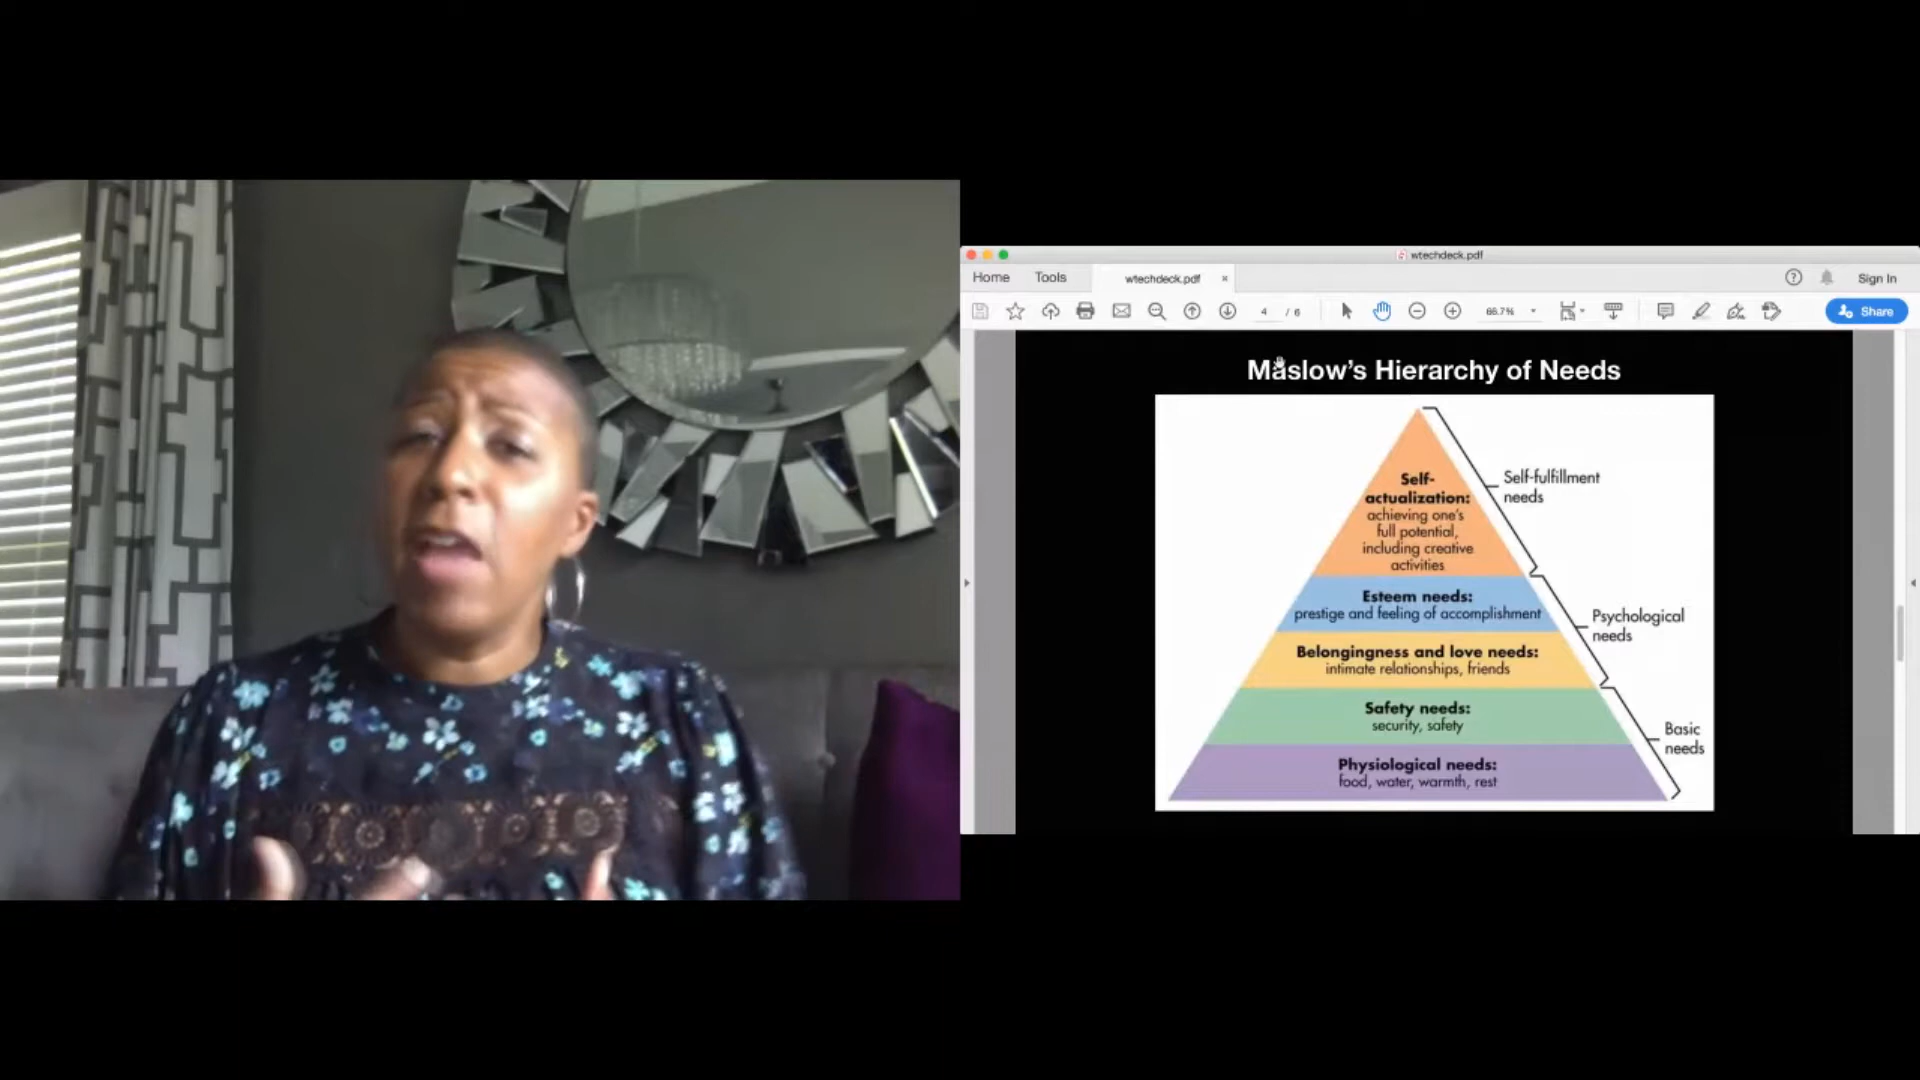 wtechdeck.pdf
Home Tools wtechdeck.pdf × Sign In
4 / 6 66.7% Share
Maslow's Hierarchy of Needs
Self-
actualization:
achieving one's
full potential,
including creative
activities
Self-fulfillment
needs
Esteem needs:
prestige and feeling of accomplishment
Psychological
needs
Belongingness and love needs:
intimate relationships, friends
Safety needs:
security, safety
Basic
needs
Physiological needs:
food, water, warmth, rest